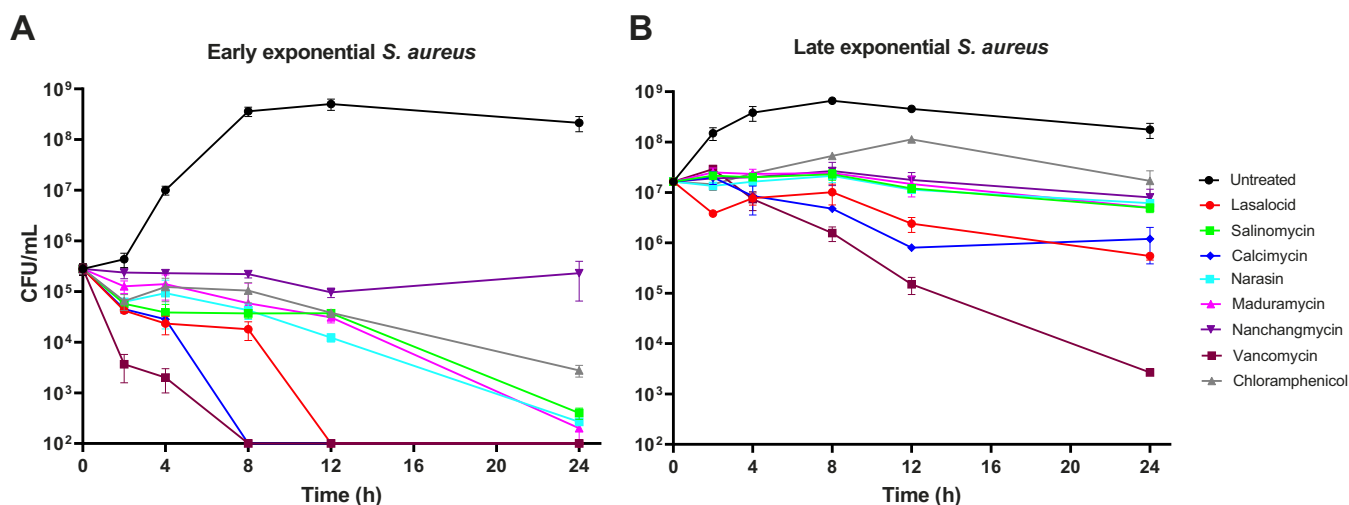 A
Early exponential S. aureus
CFU/mL
10⁹
10⁸
10⁷
10⁶
10⁵
10⁴
10³
10²
0
4
8
12
16
20
24
Time (h)
B
Late exponential S. aureus
10⁹
10⁸
10⁷
10⁶
10⁵
10⁴
10³
10²
0
4
8
12
16
20
24
Time (h)
Untreated
Lasalocid
Salinomycin
Calcimycin
Narasin
Maduramycin
Nanchangmycin
Vancomycin
Chloramphenicol